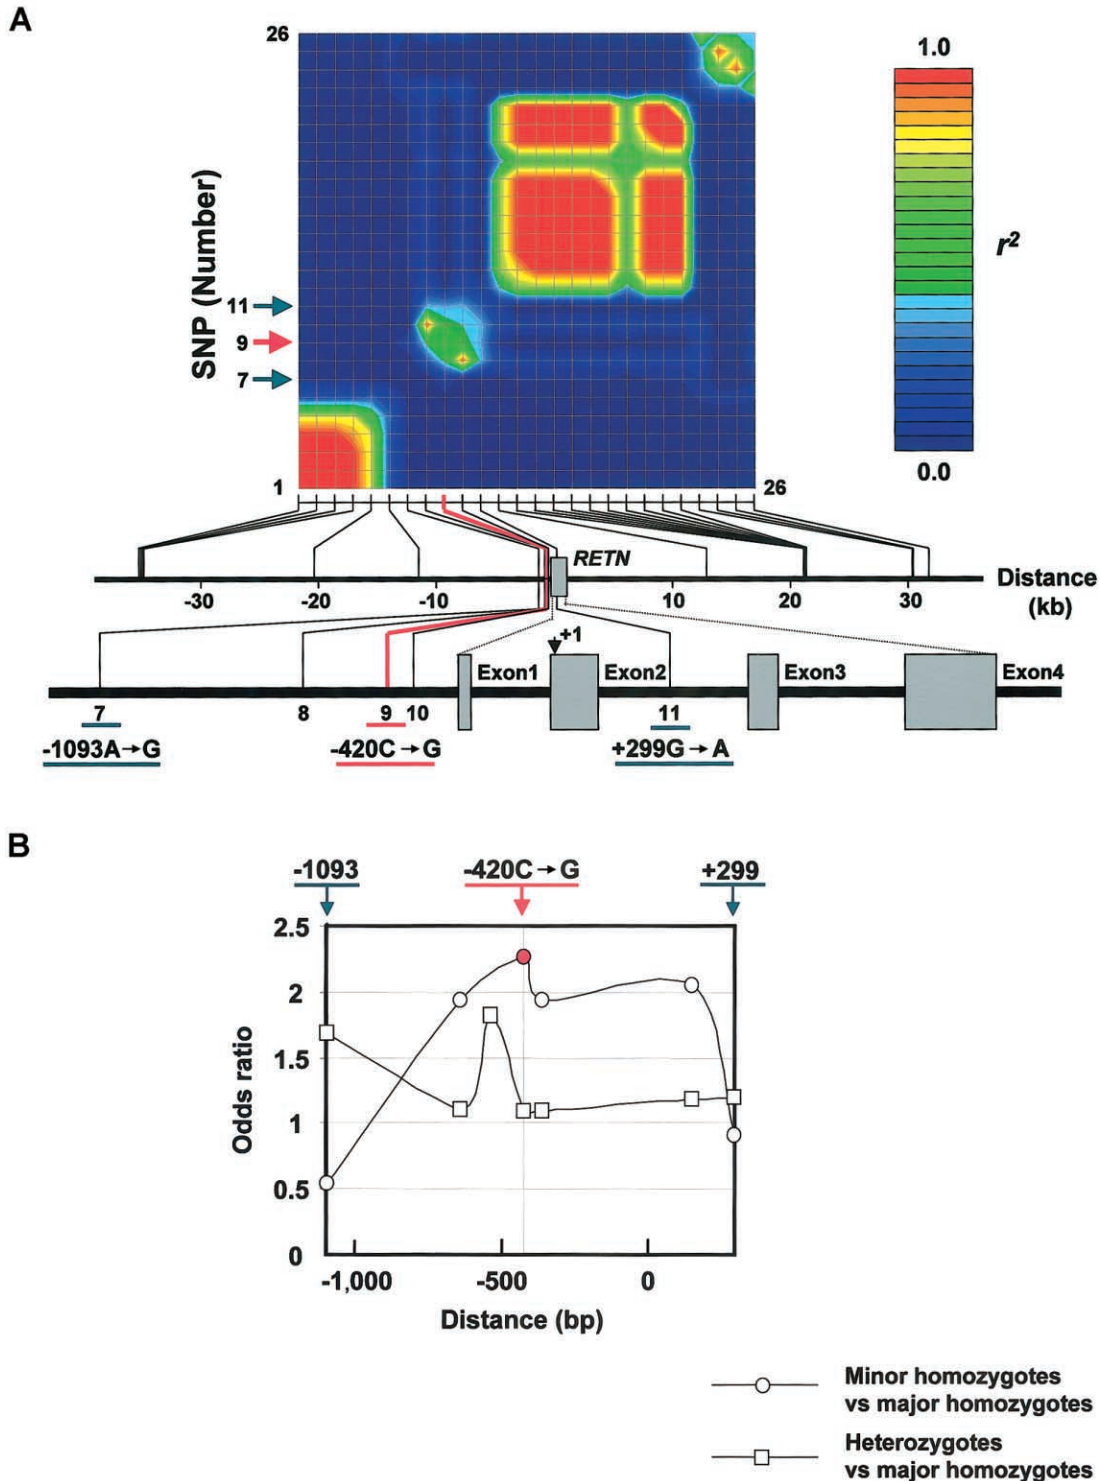 A
26
1.0
SNP (Number)
r²
11
9
7
0.0
1
26
RETN
Distance
(kb)
-30 -20 -10 10 20 30
+1
Exon1 Exon2 Exon3 Exon4
7 8 9 10 11
-1093A→G -420C→G +299G→A
B
-1093 -420C→G +299
2.5
2
1.5
1
0.5
0
Odds ratio
-1,000 -500 0
Distance (bp)
Minor homozygotes
vs major homozygotes
Heterozygotes
vs major homozygotes